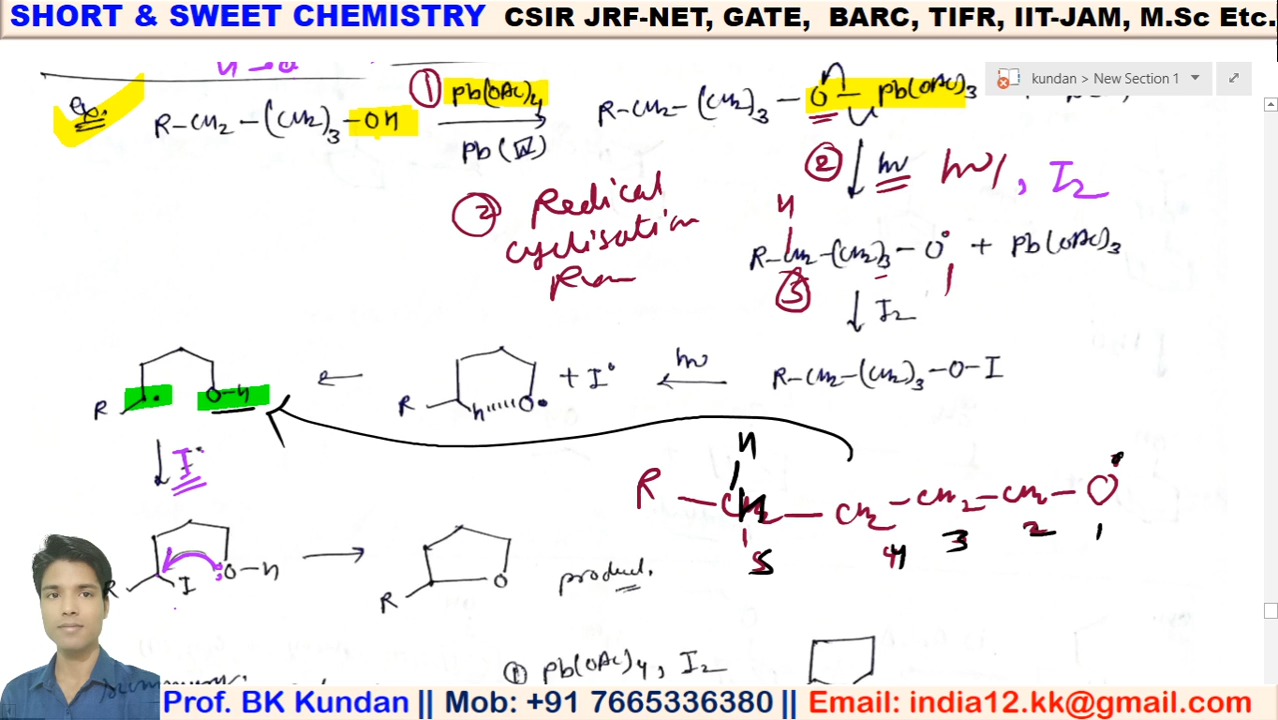 SHORT & SWEET CHEMISTRY CSIR JRF-NET, GATE, BARC, TIFR, IIT-JAM, M.Sc Etc.
kundan > New Section 1
ex.
R-CH2-(CH2)3-OH
① Pb(OAc)4
Pb(IV)
R-CH2-(CH2)3-O-Pb(OAc)3
② hν hν, I2
② Redical
cyclisation
Rxn
H
R-CH2-(CH2)3-O• + Pb(OAc)3
⑤
↓ I2
R-CH2-(CH2)3-O-I
hν
R H O• + I•
R • O-H
↓ I•
H
R-CH2-CH2-CH2-CH2-O•
5 4 3 2 1
R I :O-H
R O product.
① Pb(OAc)4, I2
Prof. BK Kundan || Mob: +91 7665336380 || Email: india12.kk@gmail.com